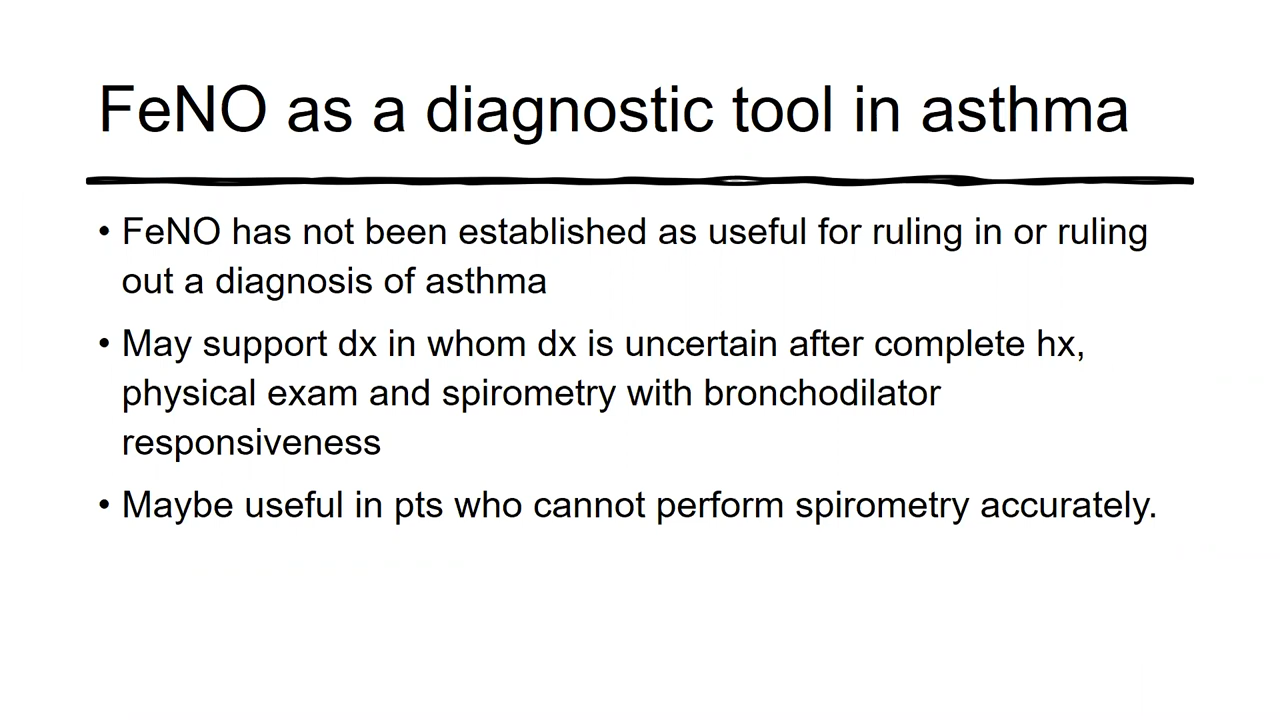 FeNO as a diagnostic tool in asthma
• FeNO has not been established as useful for ruling in or ruling
out a diagnosis of asthma
• May support dx in whom dx is uncertain after complete hx,
physical exam and spirometry with bronchodilator
responsiveness
• Maybe useful in pts who cannot perform spirometry accurately.